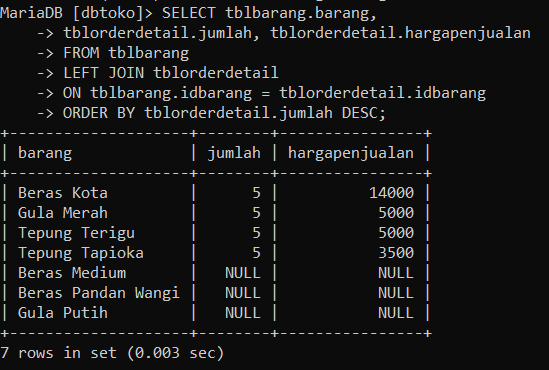 MariaDB [dbtoko]> SELECT tblbarang.barang,
    -> tblorderdetail.jumlah, tblorderdetail.hargapenjualan
    -> FROM tblbarang
    -> LEFT JOIN tblorderdetail
    -> ON tblbarang.idbarang = tblorderdetail.idbarang
    -> ORDER BY tblorderdetail.jumlah DESC;
+-------------------+--------+----------------+
| barang            | jumlah | hargapenjualan |
+-------------------+--------+----------------+
| Beras Kota        |      5 |          14000 |
| Gula Merah        |      5 |           5000 |
| Tepung Terigu     |      5 |           5000 |
| Tepung Tapioka    |      5 |           3500 |
| Beras Medium      |   NULL |           NULL |
| Beras Pandan Wangi |   NULL |           NULL |
| Gula Putih        |   NULL |           NULL |
+-------------------+--------+----------------+
7 rows in set (0.003 sec)